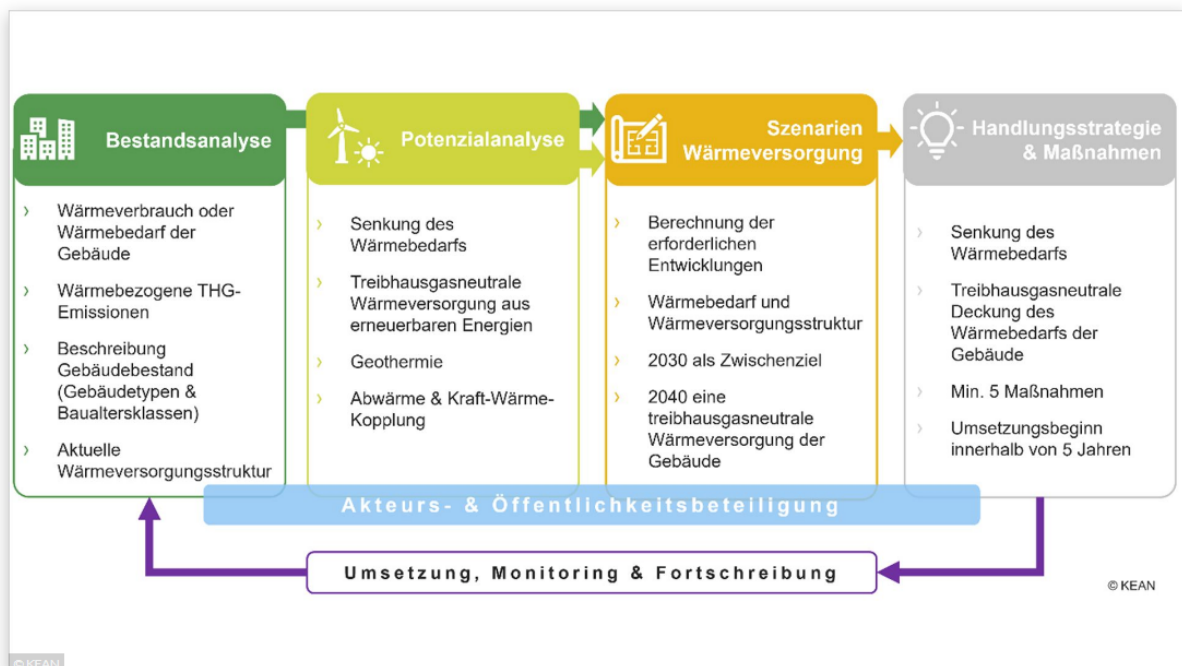 Bestandsanalyse
› Wärmeverbrauch oder
Wärmebedarf der
Gebäude
› Wärmebezogene THG-
Emissionen
› Beschreibung
Gebäudebestand
(Gebäudetypen &
Baualtersklassen)
› Aktuelle
Wärmeversorgungsstruktur
Potenzialanalyse
› Senkung des
Wärmebedarfs
› Treibhausgasneutrale
Wärmeversorgung aus
erneuerbaren Energien
› Geothermie
› Abwärme & Kraft-Wärme-
Kopplung
Szenarien
Wärmeversorgung
› Berechnung der
erforderlichen
Entwicklungen
› Wärmebedarf und
Wärmeversorgungsstruktur
› 2030 als Zwischenziel
› 2040 eine
treibhausgasneutrale
Wärmeversorgung der
Gebäude
Handlungsstrategie
& Maßnahmen
› Senkung des
Wärmebedarfs
› Treibhausgasneutrale
Deckung des
Wärmebedarfs der
Gebäude
› Min. 5 Maßnahmen
› Umsetzungsbeginn
innerhalb von 5 Jahren
Akteurs- & Öffentlichkeitsbeteiligung
Umsetzung, Monitoring & Fortschreibung
© KEAN
© KEAN